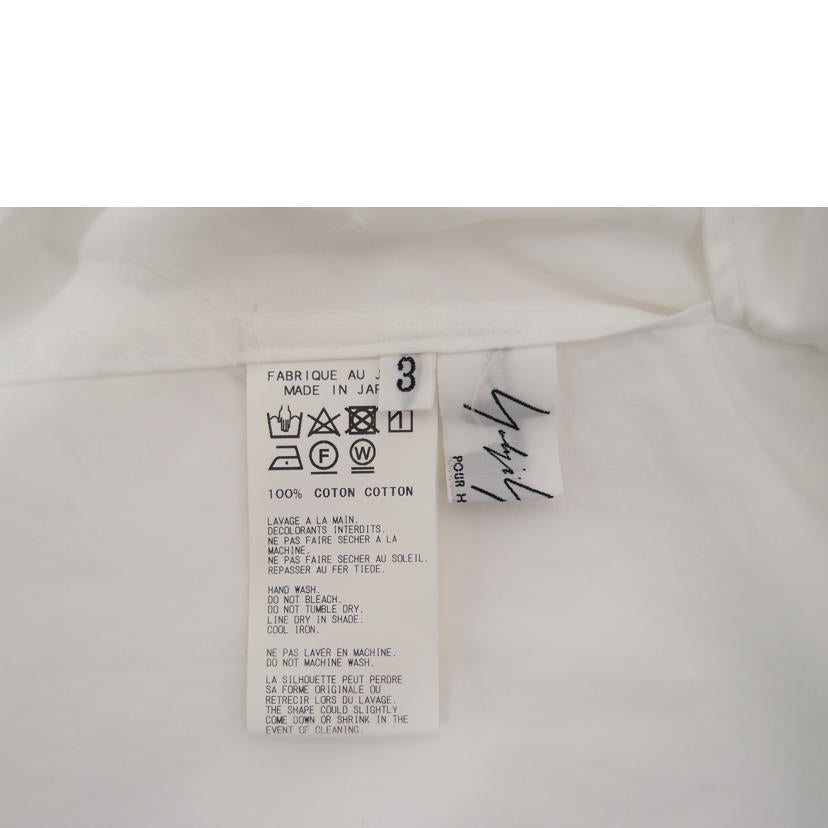 FABRIQUE AU
MADE IN
3
F
W
100% COTON COTTON
LAVAGE A LA MAIN.
DECOLORANTS INTERDITS.
NE PAS FAIRE SECHER A LA
MACHINE.
NE PAS FAIRE SECHER AU SOLEIL.
REPASSER AU FER TIEDE.
HAND WASH.
DO NOT BLEACH.
DO NOT TUMBLE DRY.
LINE DRY IN SHADE.
COOL IRON.
NE PAS LAVER EN MACHINE.
DO NOT MACHINE WASH.
LA SILHOUETTE PEUT PERDRE
SA FORME ORIGINALE OU
RETRECIR LORS DU LAVAGE.
THE SHAPE COULD SLIGHTLY
COME DOWN OR SHRINK IN THE
EVENT OF CLEANING.
POUR